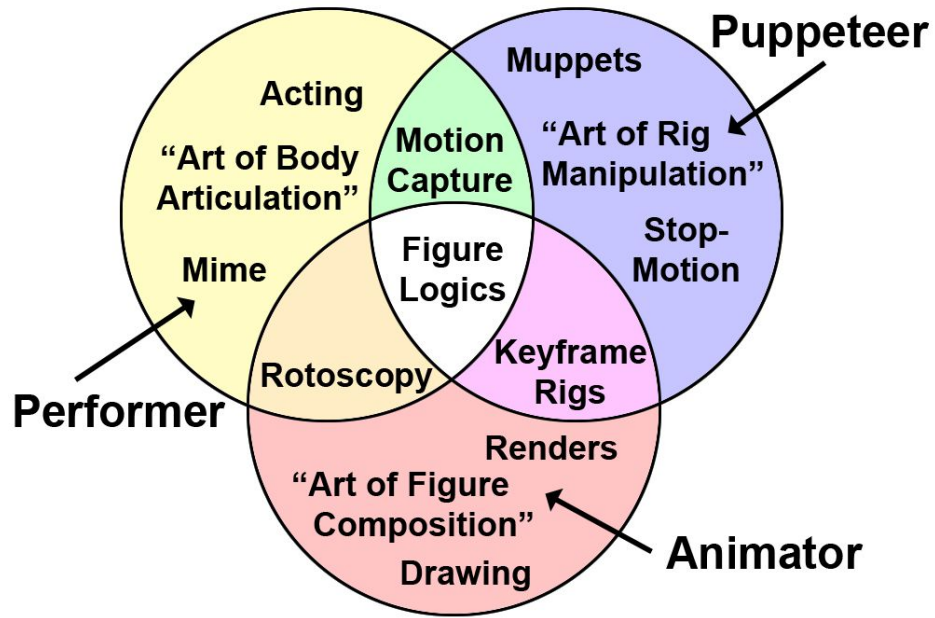 Puppeteer
Muppets
Acting
“Art of Rig
Manipulation”
Motion
Capture
“Art of Body
Articulation”
Stop-
Motion
Figure
Logics
Mime
Keyframe
Rigs
Rotoscopy
Performer
Renders
“Art of Figure
Composition”
Animator
Drawing